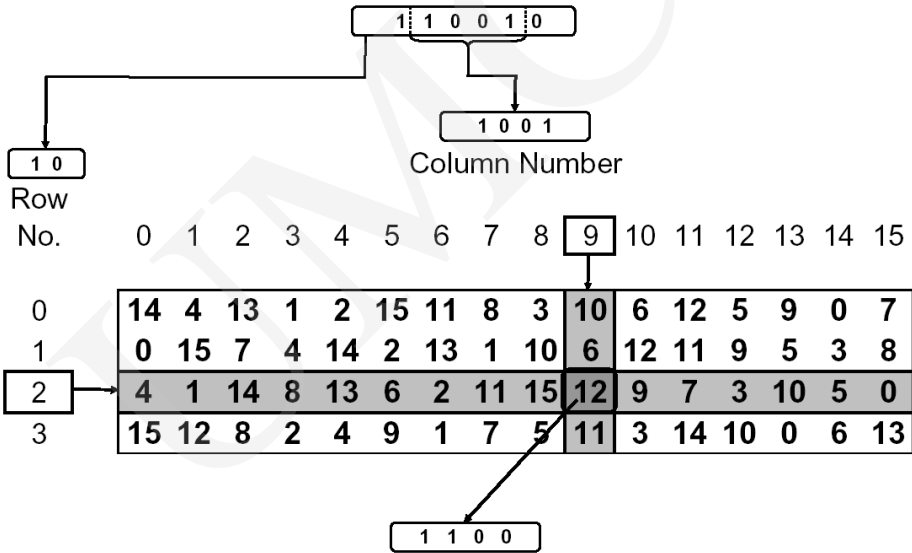 1 1 0 0 1 0
1 0 0 1
Column Number
1 0
Row
No. 0 1 2 3 4 5 6 7 8 9 10 11 12 13 14 15
0 14 4 13 1 2 15 11 8 3 10 6 12 5 9 0 7
1 0 15 7 4 14 2 13 1 10 6 12 11 9 5 3 8
2 4 1 14 8 13 6 2 11 15 12 9 7 3 10 5 0
3 15 12 8 2 4 9 1 7 5 11 3 14 10 0 6 13
1 1 0 0
UMC